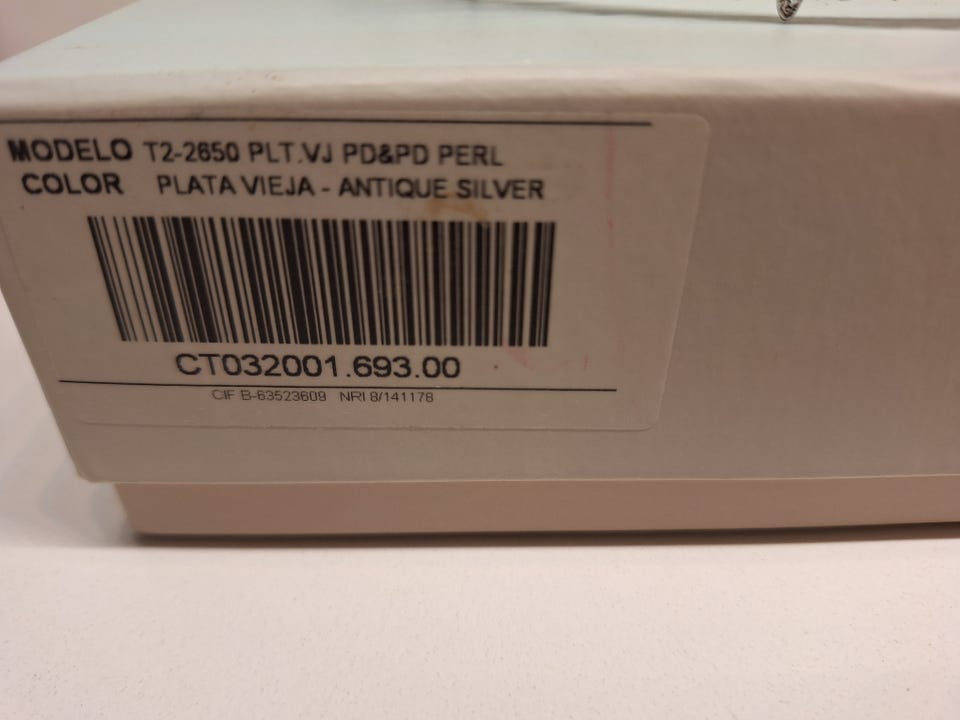 MODELO T2-2650 PLT.VJ PD&PD PERL
COLOR PLATA VIEJA - ANTIQUE SILVER
CT032001.693.00
CIF B-63523609 NRI 8/141178